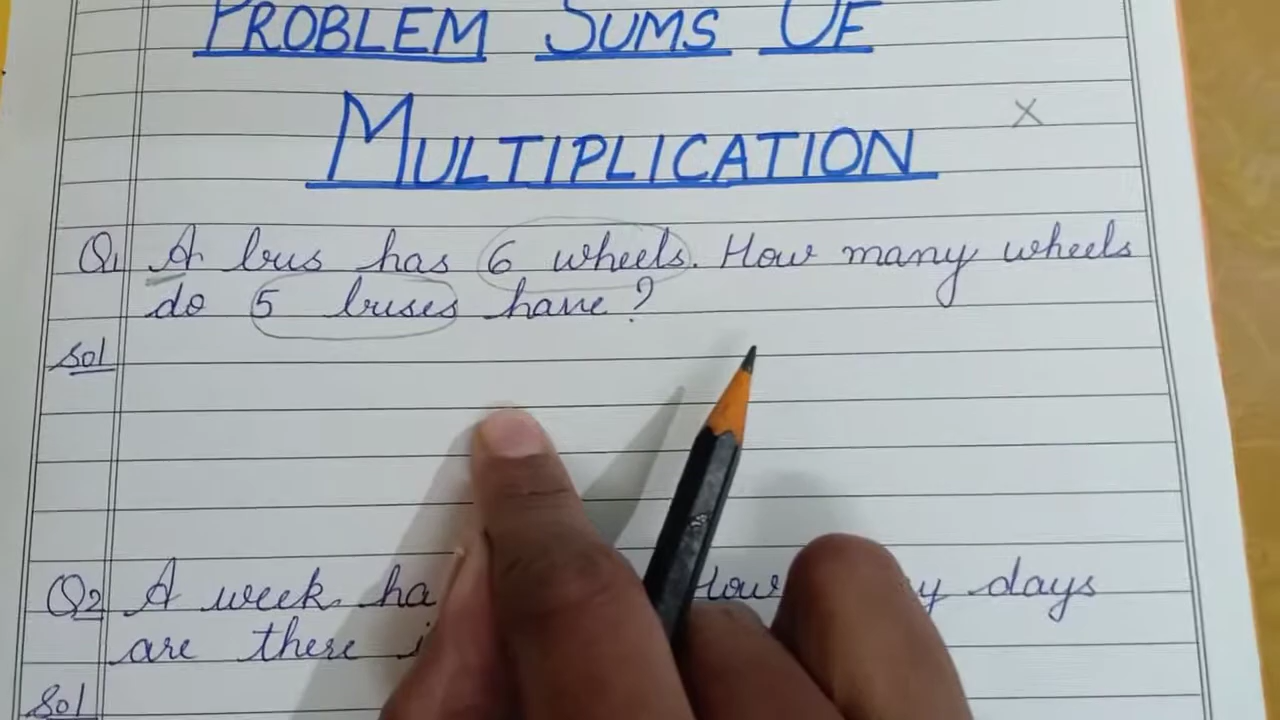 PROBLEM SUMS OF
MULTIPLICATION
×
Q1 A bus has 6 wheels. How many wheels
do 5 buses have?
Sol
Q2 A week How days
are there
Sol